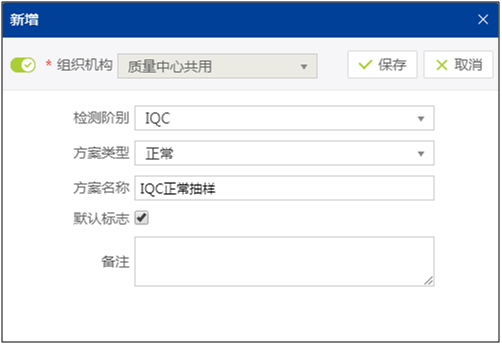 新增
* 组织机构 质量中心共用 保存 取消
检测阶别 IQC
方案类型 正常
方案名称 IQC正常抽样
默认标志
备注